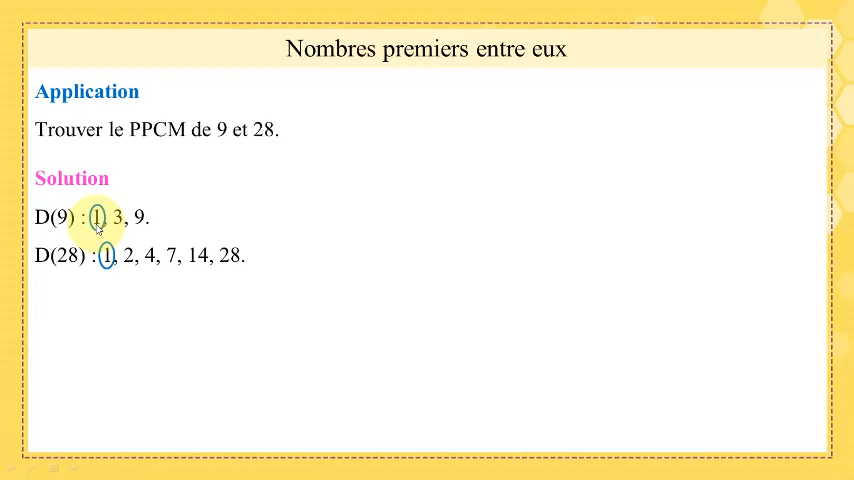 Nombres premiers entre eux
Application
Trouver le PPCM de 9 et 28.
Solution
D(9) : 1, 3, 9.
D(28) : 1, 2, 4, 7, 14, 28.